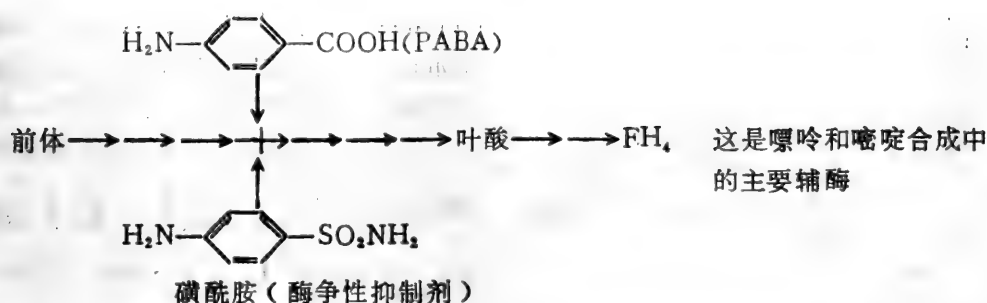 H₂N—COOH(PABA)
前体→→→→→→→→叶酸→→→FH₄ 这是嘌呤和嘧啶合成中
的主要辅酶
H₂N—SO₂NH₂
磺酰胺(酶争性抑制剂)